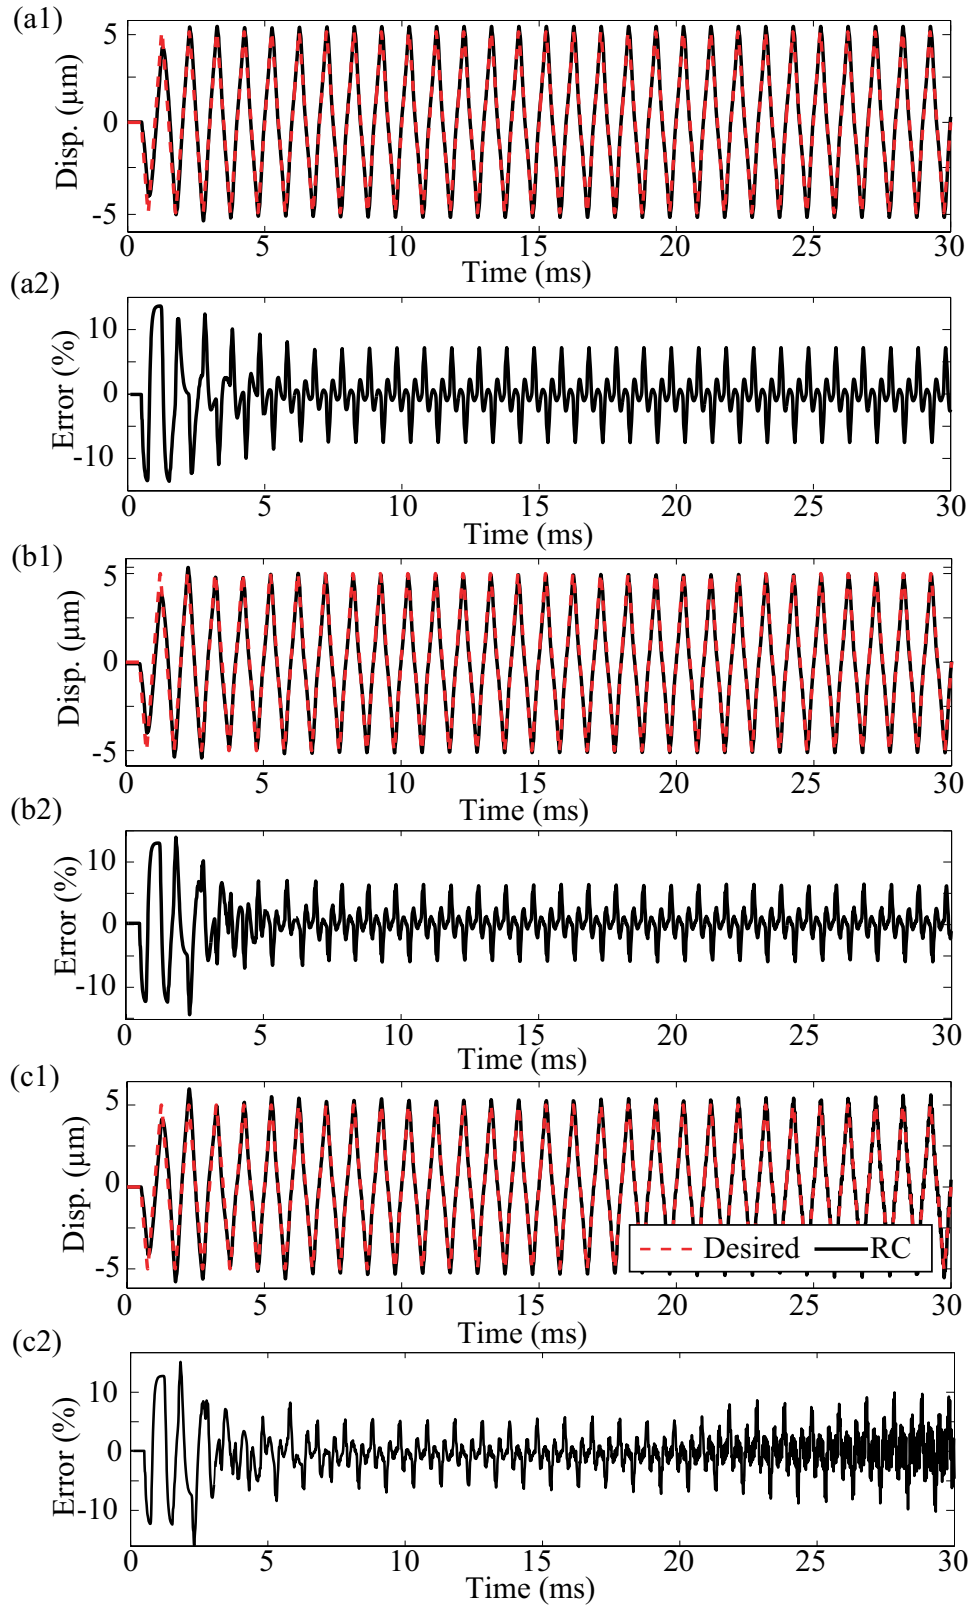 (a1)
5
0
-5
Disp. (µm)
0 5 10 15 20 25 30
Time (ms)
(a2)
10
0
-10
Error (%)
0 5 10 15 20 25 30
Time (ms)
(b1)
5
0
-5
Disp. (µm)
0 5 10 15 20 25 30
Time (ms)
(b2)
10
0
-10
Error (%)
0 5 10 15 20 25 30
Time (ms)
(c1)
5
0
-5
Disp. (µm)
Desired RC
0 5 10 15 20 25 30
Time (ms)
(c2)
10
0
-10
Error (%)
0 5 10 15 20 25 30
Time (ms)